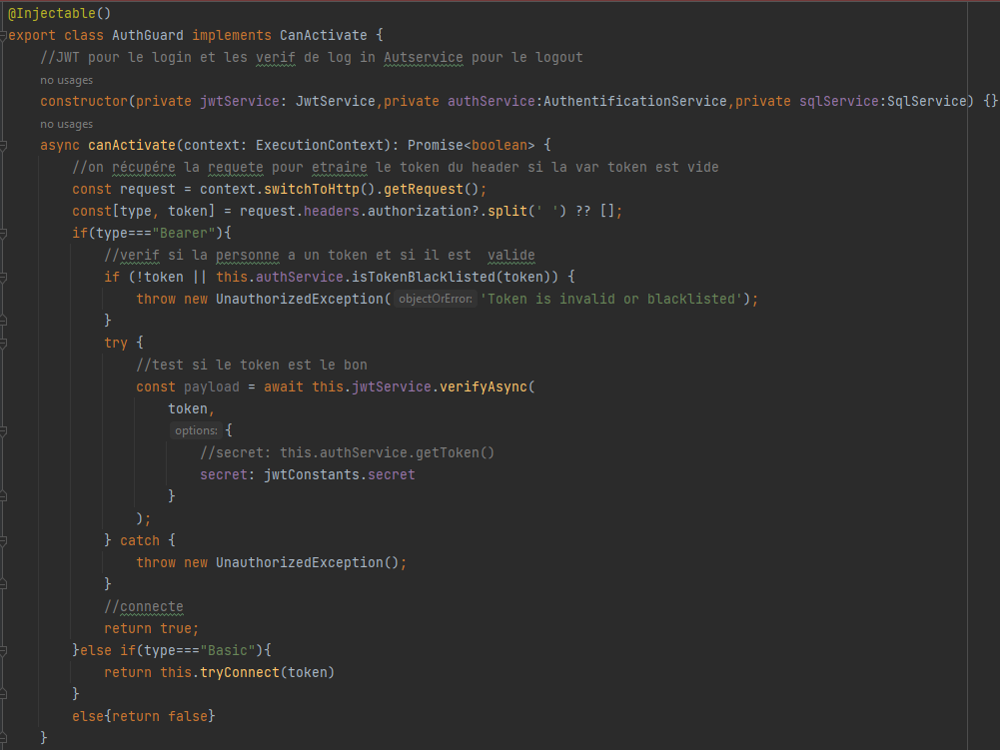 @Injectable()
export class AuthGuard implements CanActivate {
//JWT pour le login et les verif de log in Autservice pour le logout
no usages
constructor(private jwtService: JwtService,private authService:AuthentificationService,private sqlService:SqlService) {}
no usages
async canActivate(context: ExecutionContext): Promise<boolean> {
//on récupére la requete pour etraire le token du header si la var token est vide
const request = context.switchToHttp().getRequest();
const[type, token] = request.headers.authorization?.split(' ') ?? [];
if(type==="Bearer"){
//verif si la personne a un token et si il est  valide
if (!token || this.authService.isTokenBlacklisted(token)) {
throw new UnauthorizedException( objectOrError: 'Token is invalid or blacklisted');
}
try {
//test si le token est le bon
const payload = await this.jwtService.verifyAsync(
token,
options: {
//secret: this.authService.getToken()
secret: jwtConstants.secret
}
);
} catch {
throw new UnauthorizedException();
}
//connecte
return true;
}else if(type==="Basic"){
return this.tryConnect(token)
}
else{return false}
}